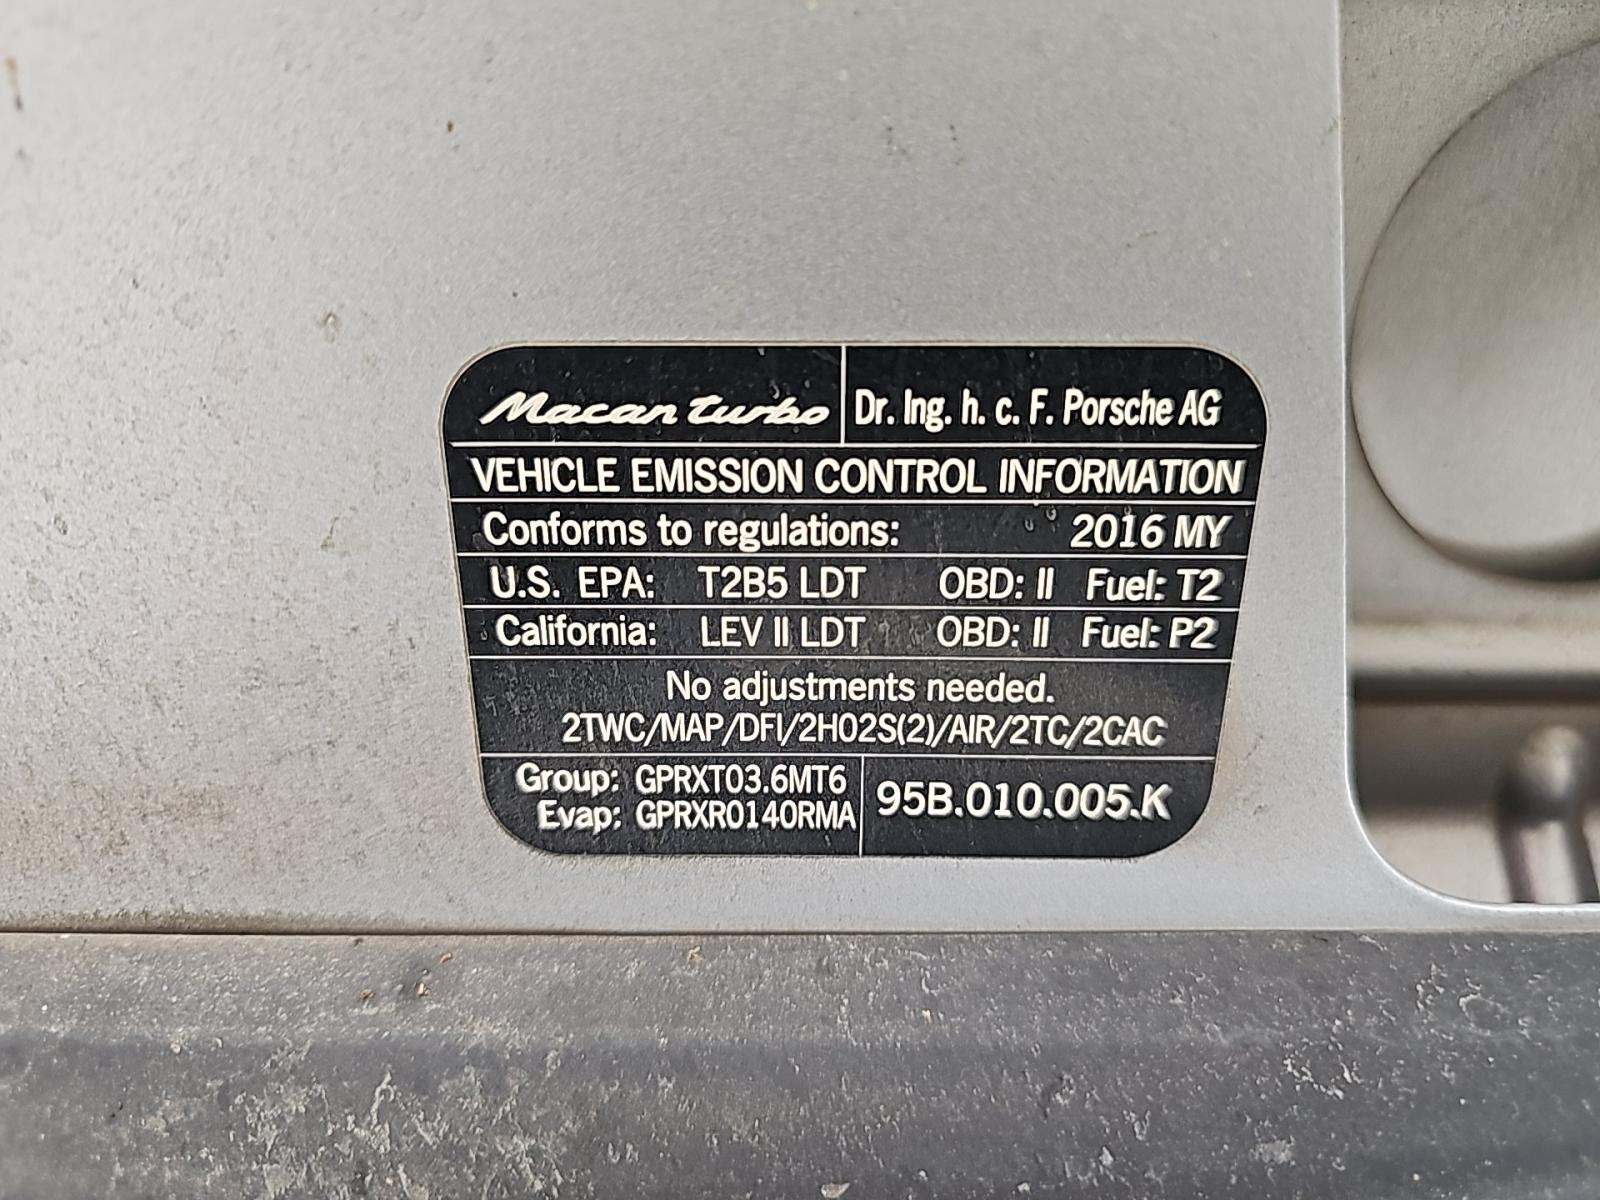 Macan turbo Dr. Ing. h. c. F. Porsche AG
VEHICLE EMISSION CONTROL INFORMATION
Conforms to regulations: 2016 MY
U.S. EPA: T2B5 LDT OBD: II Fuel: T2
California: LEV II LDT OBD: II Fuel: P2
No adjustments needed.
2TWC/MAP/DFI/2HO2S(2)/AIR/2TC/2CAC
Group: GPRXT03.6MT6
Evap: GPRXR0140RMA
95B.010.005.K